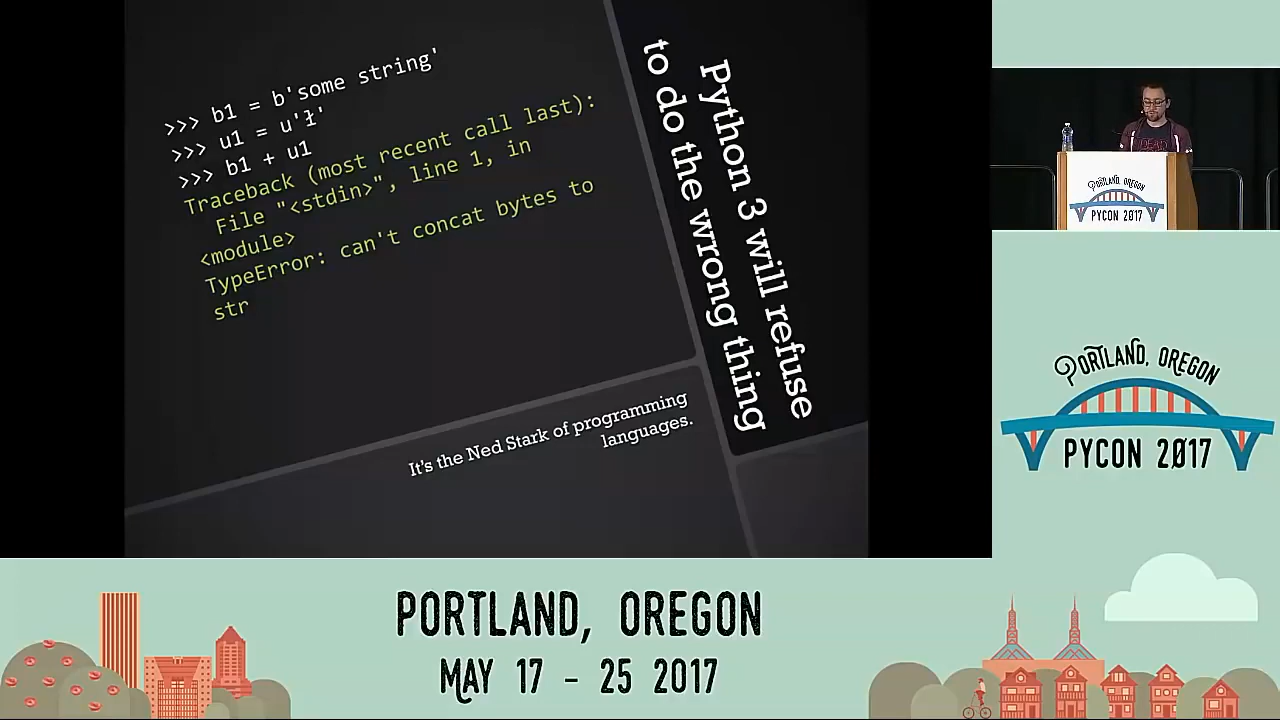 >>> b1 = b'some string'
>>> u1 = u'ł'
>>> b1 + u1
Traceback (most recent call last):
File "<stdin>", line 1, in
<module>
TypeError: can't concat bytes to
str
Python 3 will refuse
to do the wrong thing
It's the Ned Stark of programming
languages.
PORTLAND, OREGON
PYCON 2017
PORTLAND, OREGON
PYCON 2017
PORTLAND, OREGON
MAY 17 - 25 2017